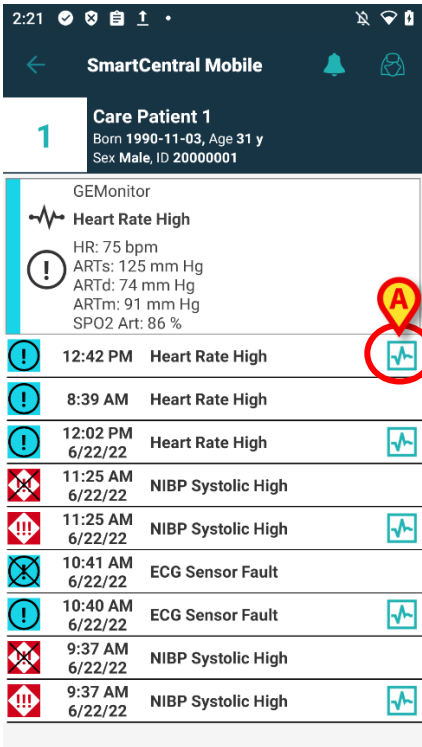 2:21
SmartCentral Mobile
1
Care Patient 1
Born 1990-11-03, Age 31 y
Sex Male, ID 20000001
GEMonitor
Heart Rate High
HR: 75 bpm
ARTs: 125 mm Hg
ARTd: 74 mm Hg
ARTm: 91 mm Hg
SPO2 Art: 86 %
A
! 12:42 PM Heart Rate High
! 8:39 AM Heart Rate High
! 12:02 PM Heart Rate High
6/22/22
!!! 11:25 AM NIBP Systolic High
6/22/22
!!! 11:25 AM NIBP Systolic High
6/22/22
! 10:41 AM ECG Sensor Fault
6/22/22
! 10:40 AM ECG Sensor Fault
6/22/22
!!! 9:37 AM NIBP Systolic High
6/22/22
!!! 9:37 AM NIBP Systolic High
6/22/22